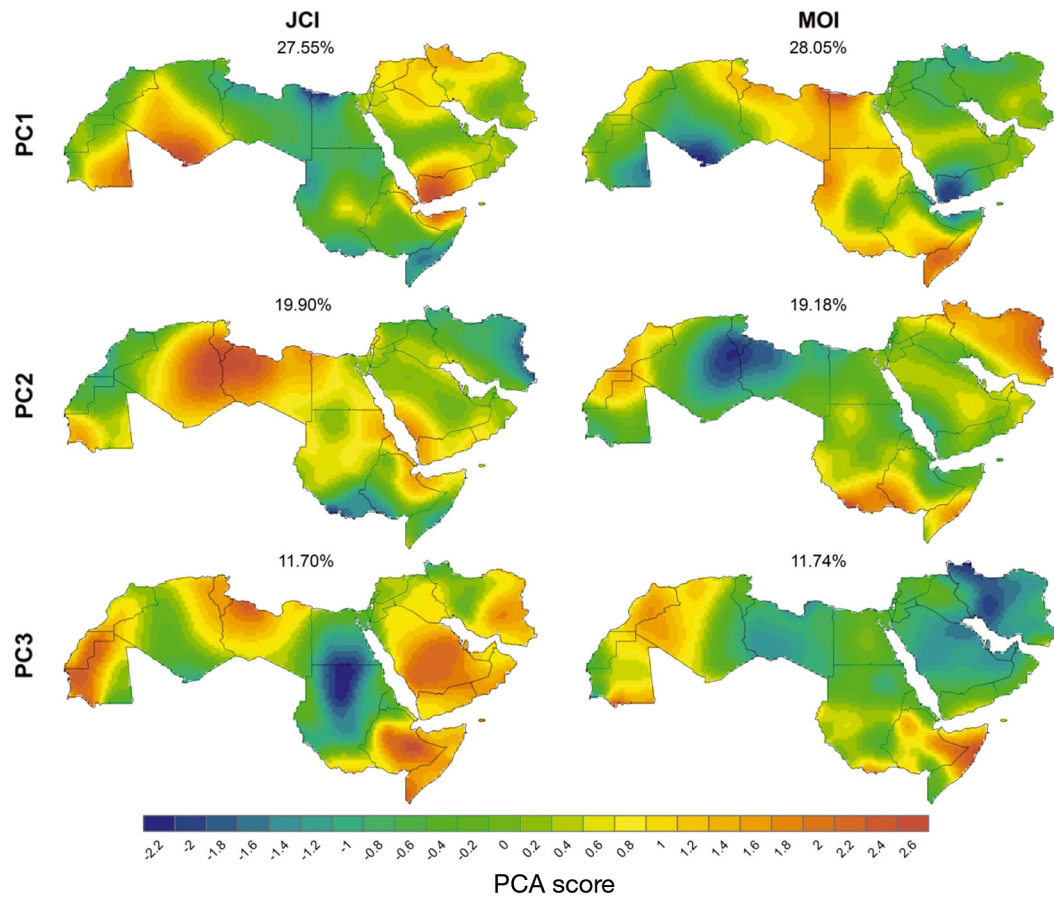 JCI MOI
27.55% 28.05%
PC1
19.90% 19.18%
PC2
11.70% 11.74%
PC3
-2.2 -2 -1.8 -1.6 -1.4 -1.2 -1 -0.8 -0.6 -0.4 -0.2 0 0.2 0.4 0.6 0.8 1 1.2 1.4 1.6 1.8 2 2.2 2.4 2.6
PCA score